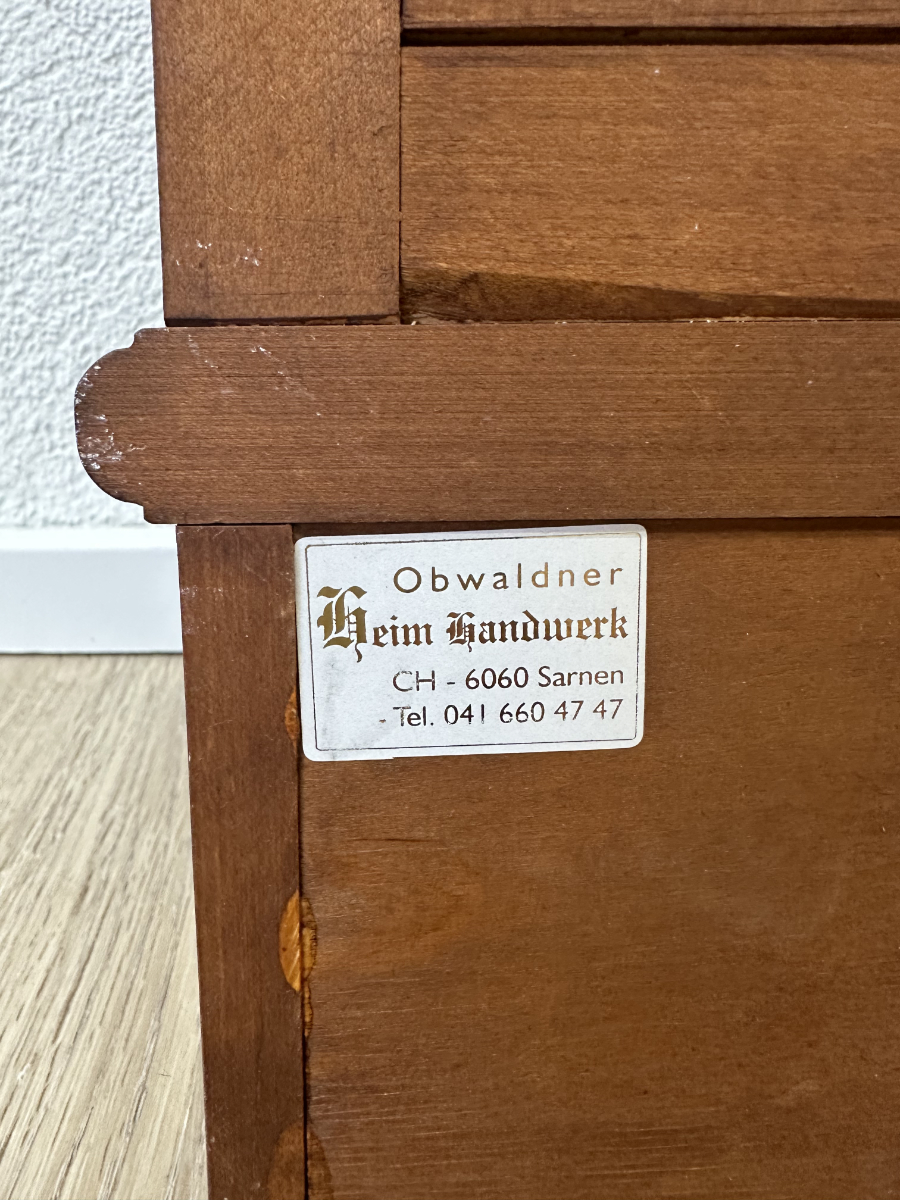 Obwaldner
Heim Handwerk
CH - 6060 Sarnen
Tel. 041 660 47 47